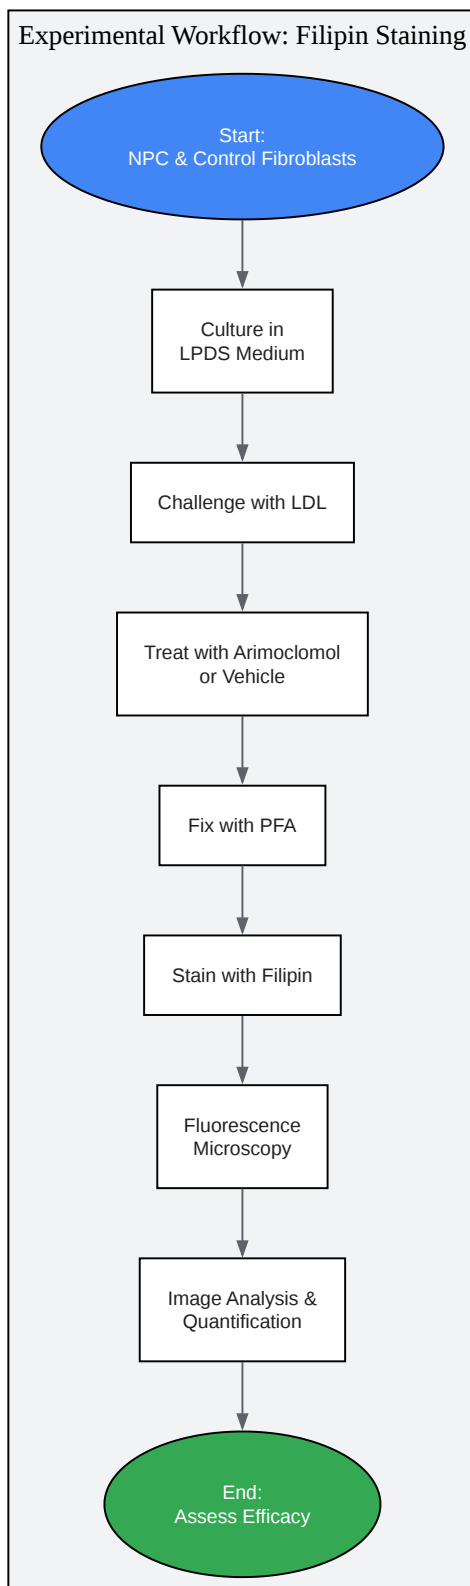 Experimental Workflow: Filipin Staining
Start:
NPC & Control Fibroblasts
Culture in
LPDS Medium
Challenge with LDL
Treat with Arimoclomol
or Vehicle
Fix with PFA
Stain with Filipin
Fluorescence
Microscopy
Image Analysis &
Quantification
End:
Assess Efficacy